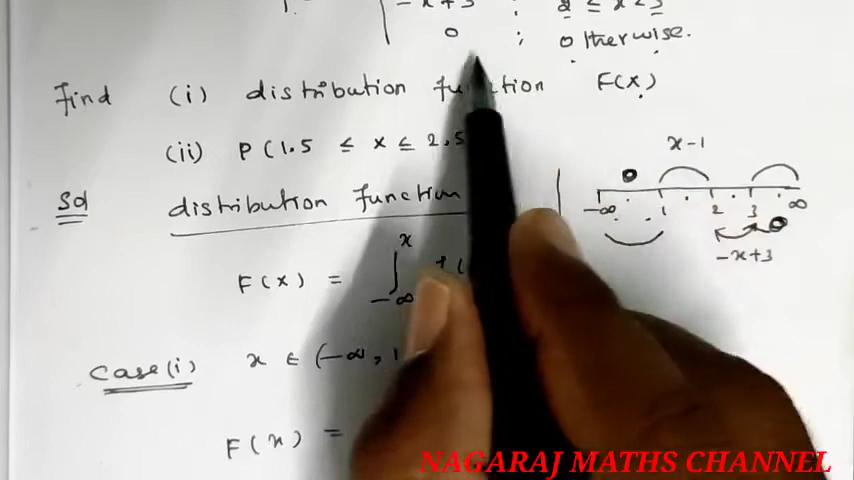 - x + 3 ; 2 ≤ x < 3
0 ; otherwise.
Find (i) distribution function F(x)
(ii) P(1.5 ≤ x ≤ 2.5
Sol distribution function
x-1
-∞ 1 2 3 ∞
0 0
-x+3
F(x) = ∫ x -∞
Case(i) x ∈ (-∞, 1
F(x) =
NAGARAJ MATHS CHANNEL